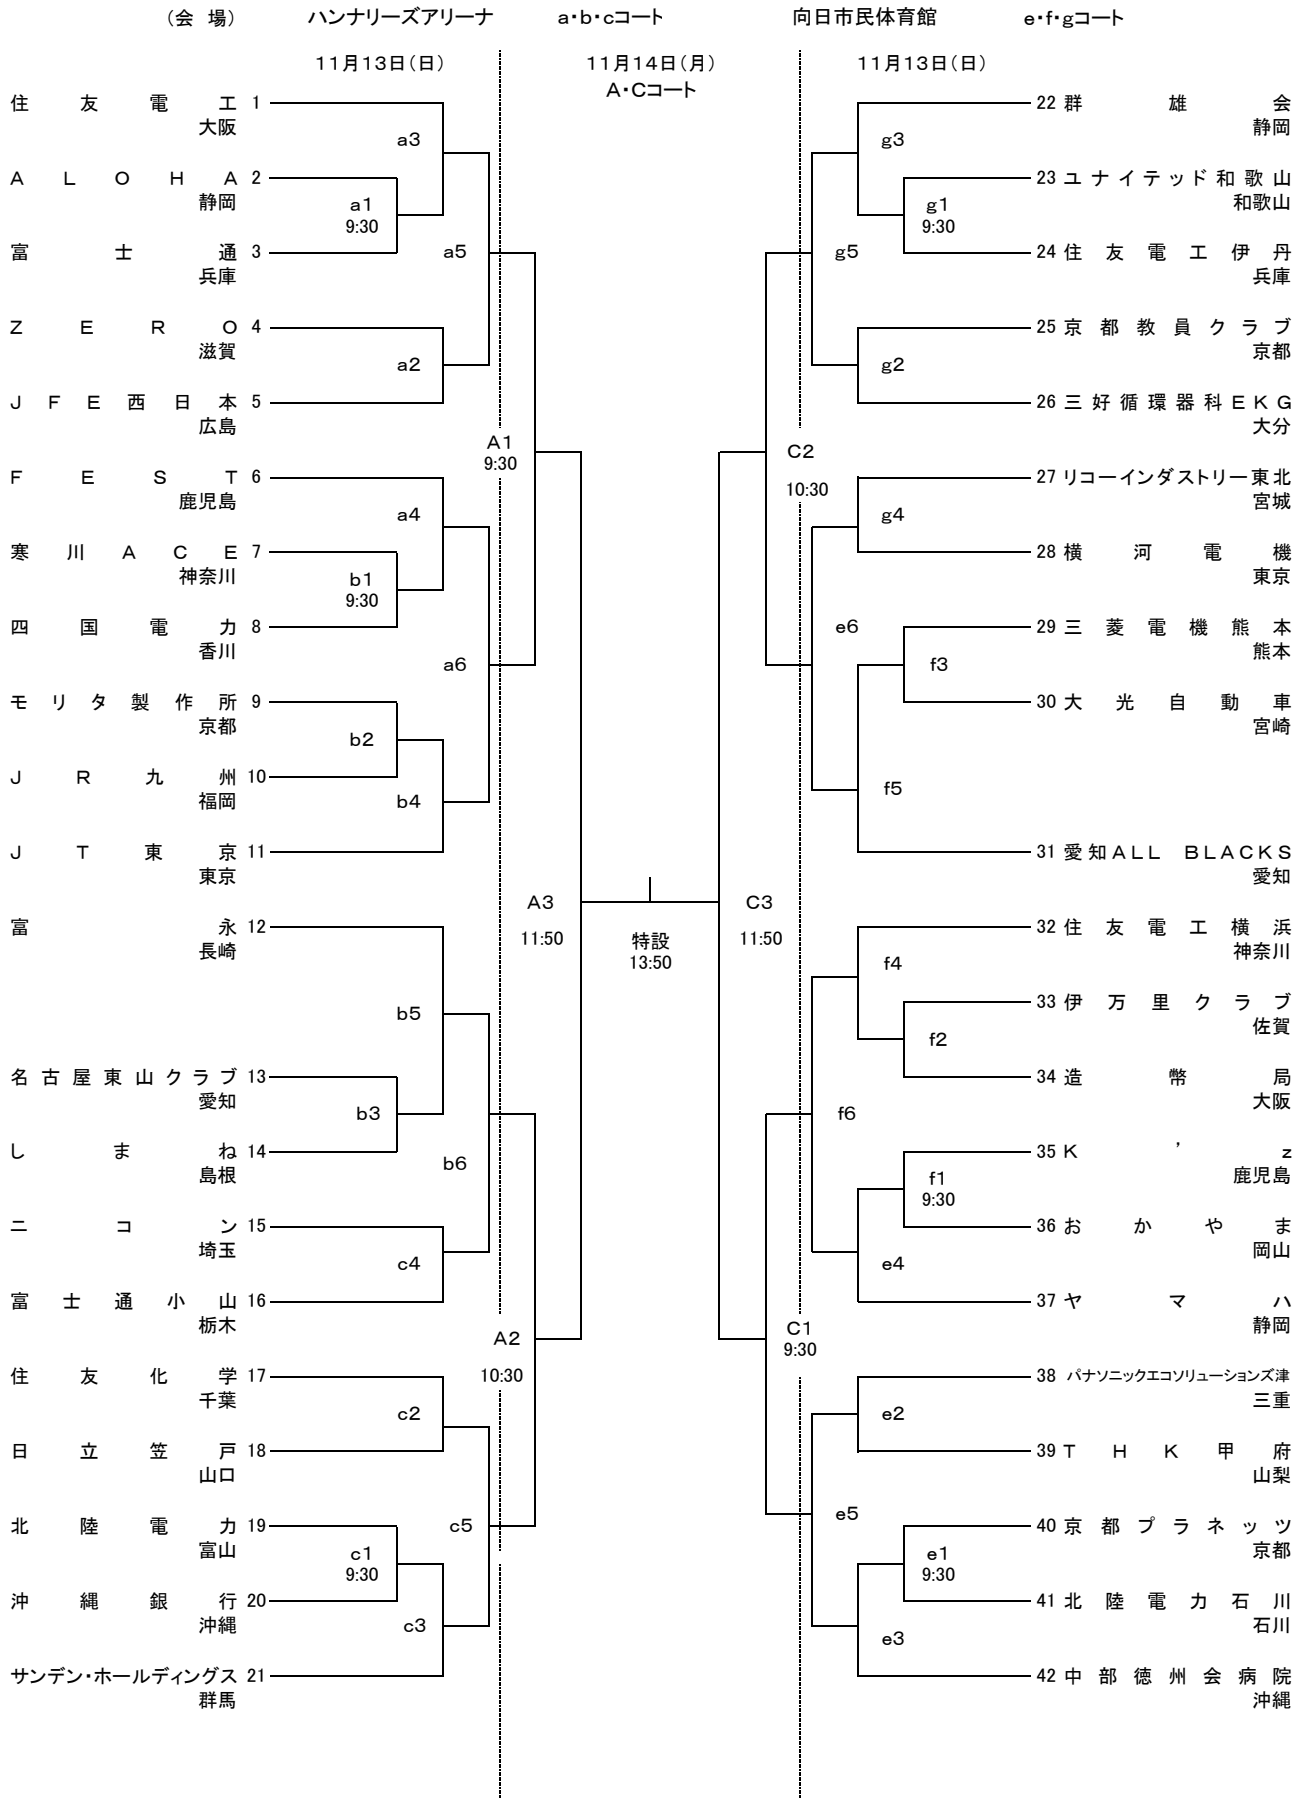 （会 場） ハンナリーズアリーナ a・b・cコート 向日市民体育館 e・f・gコート
11月13日（日） 11月14日（月） 11月13日（日）
A・Cコート
住友電工 1
大阪
ALOHA 2
静岡
富士通 3
兵庫
ZERO 4
滋賀
JFE西日本 5
広島
FEST 6
鹿児島
寒川ACE 7
神奈川
四国電力 8
香川
モリタ製作所 9
京都
JR九州 10
福岡
JT東京 11
東京
富永 12
長崎
名古屋東山クラブ 13
愛知
しまね 14
島根
ニコン 15
埼玉
富士通小山 16
栃木
住友化学 17
千葉
日立笠戸 18
山口
北陸電力 19
富山
沖縄銀行 20
沖縄
サンデン・ホールディングス 21
群馬
a3
a1
9:30
a5
a2
a4
b1
9:30
a6
b2
b4
b5
b3
b6
c4
c2
c5
c1
9:30
c3
A1
9:30
A3
11:50
A2
10:30
特設
13:50
C2
10:30
C3
11:50
C1
9:30
g3
g1
9:30
g5
g2
g4
e6
f3
f5
f4
f2
f6
f1
9:30
e4
e2
e5
e1
9:30
e3
22 群雄会
静岡
23 ユナイテッド和歌山
和歌山
24 住友電工伊丹
兵庫
25 京都教員クラブ
京都
26 三好循環器科EKG
大分
27 リコーインダストリー東北
宮城
28 横河電機
東京
29 三菱電機熊本
熊本
30 大光自動車
宮崎
31 愛知ALL BLACKS
愛知
32 住友電工横浜
神奈川
33 伊万里クラブ
佐賀
34 造幣局
大阪
35 K’z
鹿児島
36 おかやま
岡山
37 ヤマハ
静岡
38 パナソニックエコソリューションズ津
三重
39 THK甲府
山梨
40 京都プラネッツ
京都
41 北陸電力石川
石川
42 中部徳州会病院
沖縄